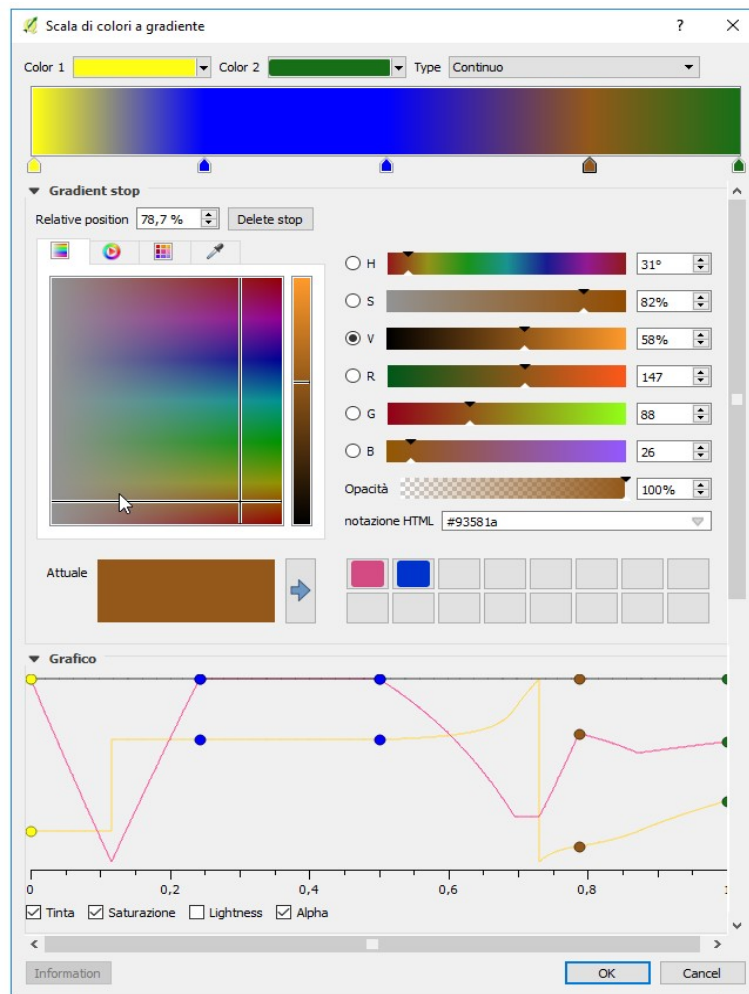 Scala di colori a gradiente
Color 1 Color 2 Type Continuo
Gradient stop
Relative position 78,7 % Delete stop
H 31°
S 82%
V 58%
R 147
G 88
B 26
Opacità 100%
notazione HTML #93581a
Attuale
Grafico
0 0,2 0,4 0,6 0,8 1
Tinta Saturazione Lightness Alpha
Information OK Cancel